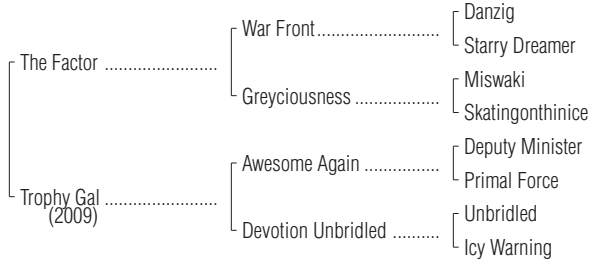 Danzig
War Front..............................
Starry Dreamer
The Factor ...........................
Miswaki
Greyciousness ....................
Skatingonthinice
Deputy Minister
Awesome Again ..................
Primal Force
Trophy Gal ...........................
(2009)
Unbridled
Devotion Unbridled ..........
Icy Warning